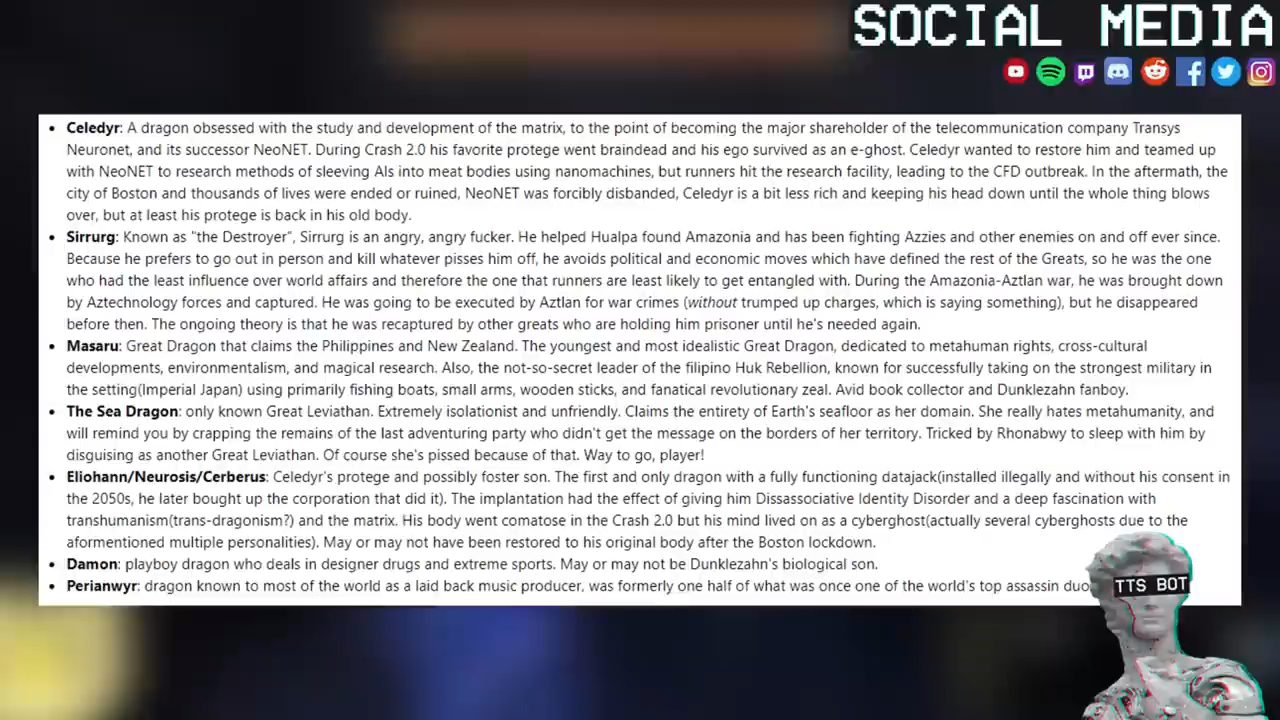 SOCIAL MEDIA
• Celedyr: A dragon obsessed with the study and development of the matrix, to the point of becoming the major shareholder of the telecommunication company Transys
Neuronet, and its successor NeoNET. During Crash 2.0 his favorite protege went braindead and his ego survived as an e-ghost. Celedyr wanted to restore him and teamed up
with NeoNET to research methods of sleeving AIs into meat bodies using nanomachines, but runners hit the research facility, leading to the CFD outbreak. In the aftermath, the
city of Boston and thousands of lives were ended or ruined, NeoNET was forcibly disbanded, Celedyr is a bit less rich and keeping his head down until the whole thing blows
over, but at least his protege is back in his old body.
• Sirrurg: Known as "the Destroyer", Sirrurg is an angry, angry fucker. He helped Hualpa found Amazonia and has been fighting Azzies and other enemies on and off ever since.
Because he prefers to go out in person and kill whatever pisses him off, he avoids political and economic moves which have defined the rest of the Greats, so he was the one
who had the least influence over world affairs and therefore the one that runners are least likely to get entangled with. During the Amazonia-Aztlan war, he was brought down
by Aztechnology forces and captured. He was going to be executed by Aztlan for war crimes (without trumped up charges, which is saying something), but he disappeared
before then. The ongoing theory is that he was recaptured by other greats who are holding him prisoner until he's needed again.
• Masaru: Great Dragon that claims the Philippines and New Zealand. The youngest and most idealistic Great Dragon, dedicated to metahuman rights, cross-cultural
developments, environmentalism, and magical research. Also, the not-so-secret leader of the filipino Huk Rebellion, known for successfully taking on the strongest military in
the setting(Imperial Japan) using primarily fishing boats, small arms, wooden sticks, and fanatical revolutionary zeal. Avid book collector and Dunklezahn fanboy.
• The Sea Dragon: only known Great Leviathan. Extremely isolationist and unfriendly. Claims the entirety of Earth's seafloor as her domain. She really hates metahumanity, and
will remind you by crapping the remains of the last adventuring party who didn't get the message on the borders of her territory. Tricked by Rhonabwy to sleep with him by
disguising as another Great Leviathan. Of course she's pissed because of that. Way to go, player!
• Eliohann/Neurosis/Cerberus: Celedyr's protege and possibly foster son. The first and only dragon with a fully functioning datajack(installed illegally and without his consent in
the 2050s, he later bought up the corporation that did it). The implantation had the effect of giving him Dissassociative Identity Disorder and a deep fascination with
transhumanism(trans-dragonism?) and the matrix. His body went comatose in the Crash 2.0 but his mind lived on as a cyberghost(actually several cyberghosts due to the
aformentioned multiple personalities). May or may not have been restored to his original body after the Boston lockdown.
• Damon: playboy dragon who deals in designer drugs and extreme sports. May or may not be Dunklezahn's biological son.
• Perianwyr: dragon known to most of the world as a laid back music producer, was formerly one half of what was once one of the world's top assassin duo
TTS BOT